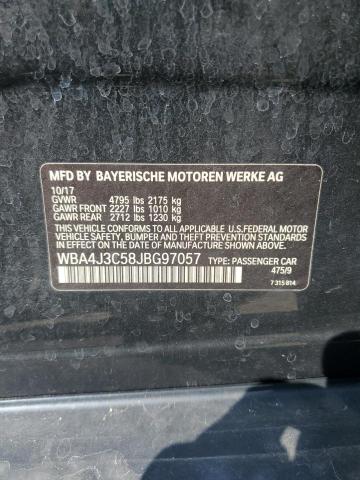 MFD BY BAYERISCHE MOTOREN WERKE AG
10/17
GVWR 4795 lbs 2175 kg
GAWR FRONT 2227 lbs 1010 kg
GAWR REAR 2712 lbs 1230 kg
THIS VEHICLE CONFORMS TO ALL APPLICABLE U.S.FEDERAL MOTOR
VEHICLE SAFETY, BUMPER AND THEFT PREVENTION STANDARDS
IN EFFECT ON THE DATE OF MANUFACTURE SHOWN ABOVE.
WBA4J3C58JBG97057 TYPE: PASSENGER CAR
475/9
7 315 814